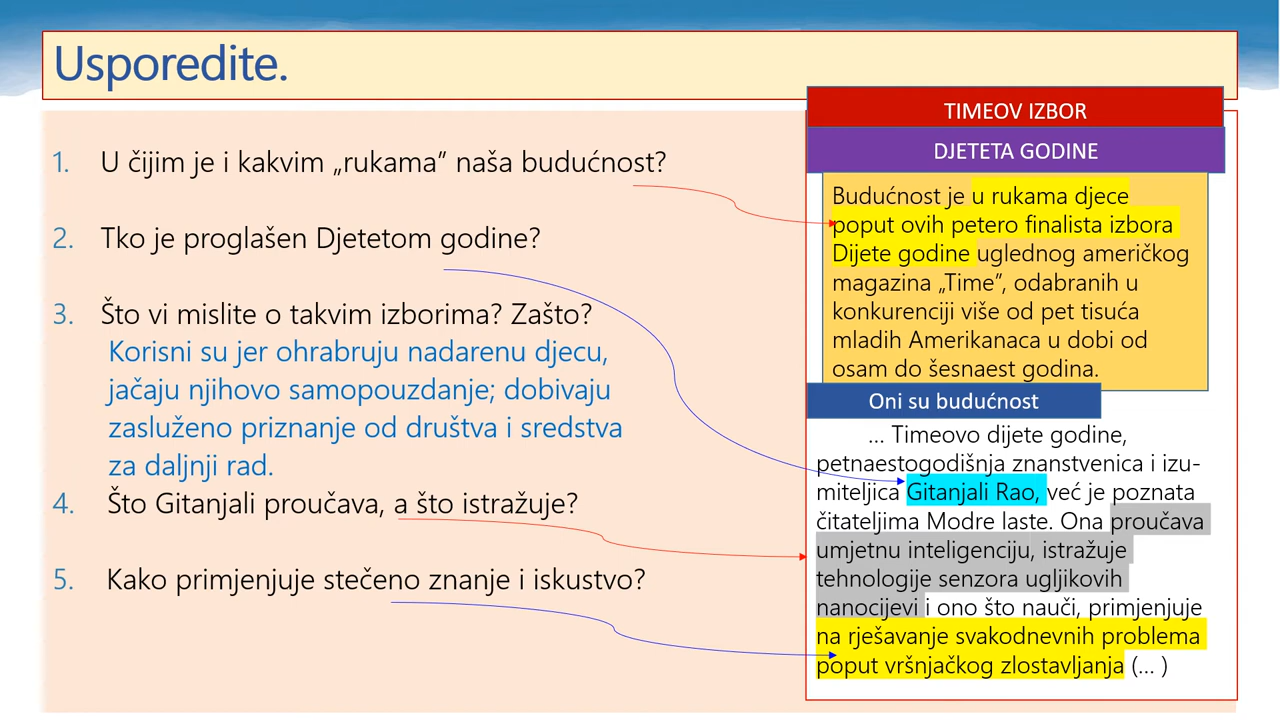 Usporedite.
1. U čijim je i kakvim „rukama” naša budućnost?
2. Tko je proglašen Djetetom godine?
3. Što vi mislite o takvim izborima? Zašto?
Korisni su jer ohrabruju nadarenu djecu,
jačaju njihovo samopouzdanje; dobivaju
zasluženo priznanje od društva i sredstva
za daljnji rad.
4. Što Gitanjali proučava, a što istražuje?
5. Kako primjenjuje stečeno znanje i iskustvo?
TIMEOV IZBOR
DJETETA GODINE
Budućnost je u rukama djece
poput ovih petero finalista izbora
Dijete godine uglednog američkog
magazina „Time”, odabranih u
konkurenciji više od pet tisuća
mladih Amerikanaca u dobi od
osam do šesnaest godina.
Oni su budućnost
... Timeovo dijete godine,
petnaestogodišnja znanstvenica i izu-
miteljica Gitanjali Rao, već je poznata
čitateljima Modre laste. Ona proučava
umjetnu inteligenciju, istražuje
tehnologije senzora ugljikovih
nanocijevi i ono što nauči, primjenjuje
na rješavanje svakodnevnih problema
poput vršnjačkog zlostavljanja (... )